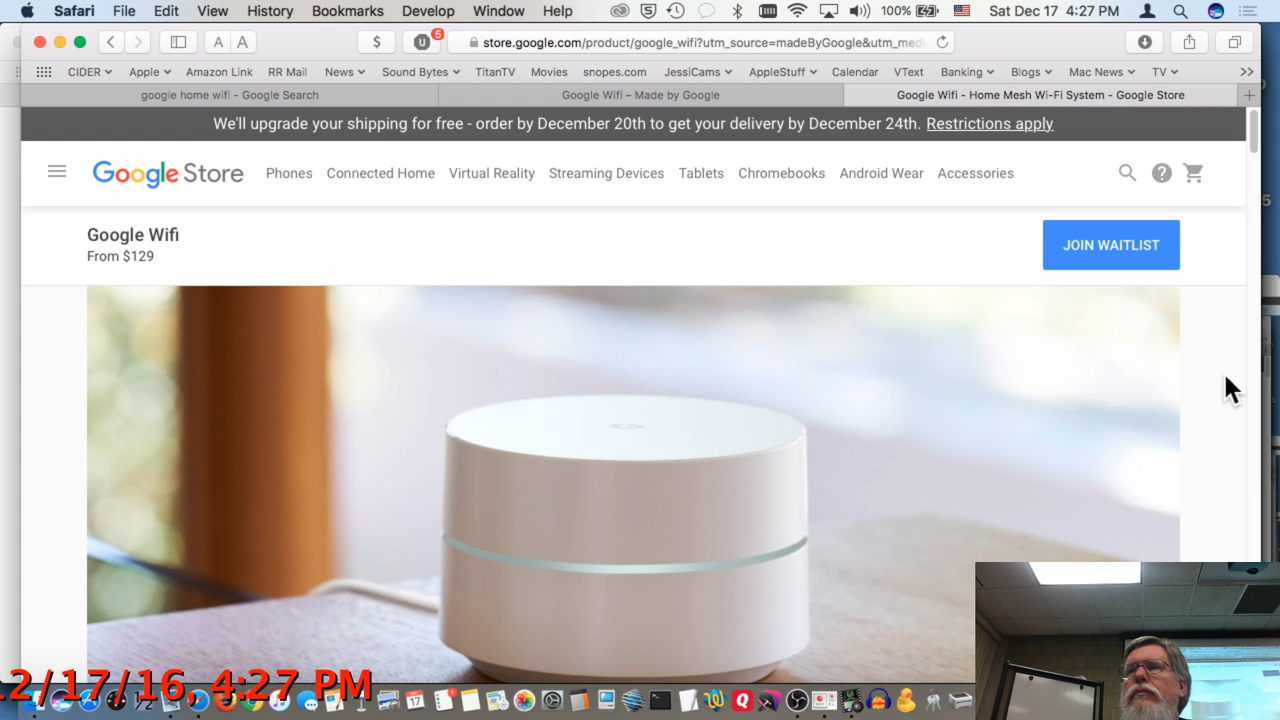 Safari File Edit View History Bookmarks Develop Window Help 100% Sat Dec 17 4:27 PM
A A $ U 5 store.google.com/product/google_wifi?utm_source=madeByGoogle&utm_med
CIDER Apple Amazon Link RR Mail News Sound Bytes TitanTV Movies snopes.com JessiCams AppleStuff Calendar VText Banking Blogs Mac News TV >>
google home wifi - Google Search Google Wifi – Made by Google Google Wifi - Home Mesh Wi-Fi System - Google Store +
We'll upgrade your shipping for free - order by December 20th to get your delivery by December 24th. Restrictions apply
Google Store Phones Connected Home Virtual Reality Streaming Devices Tablets Chromebooks Android Wear Accessories
Google Wifi
From $129
JOIN WAITLIST
2/17/16, 4:27 PM